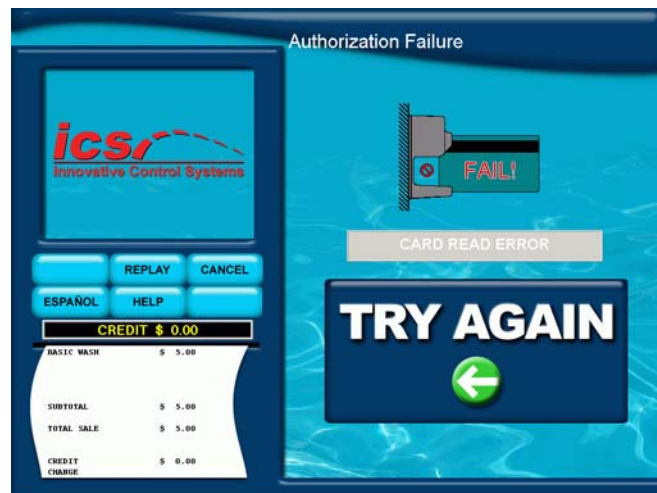 Authorization Failure
ics
Innovative Control Systems
FAIL!
CARD READ ERROR
REPLAY CANCEL
ESPAÑOL HELP
CREDIT $ 0.00
TRY AGAIN
BASIC WASH $ 5.00
SUBTOTAL $ 5.00
TOTAL SALE $ 5.00
CREDIT $ 0.00
CHANGE